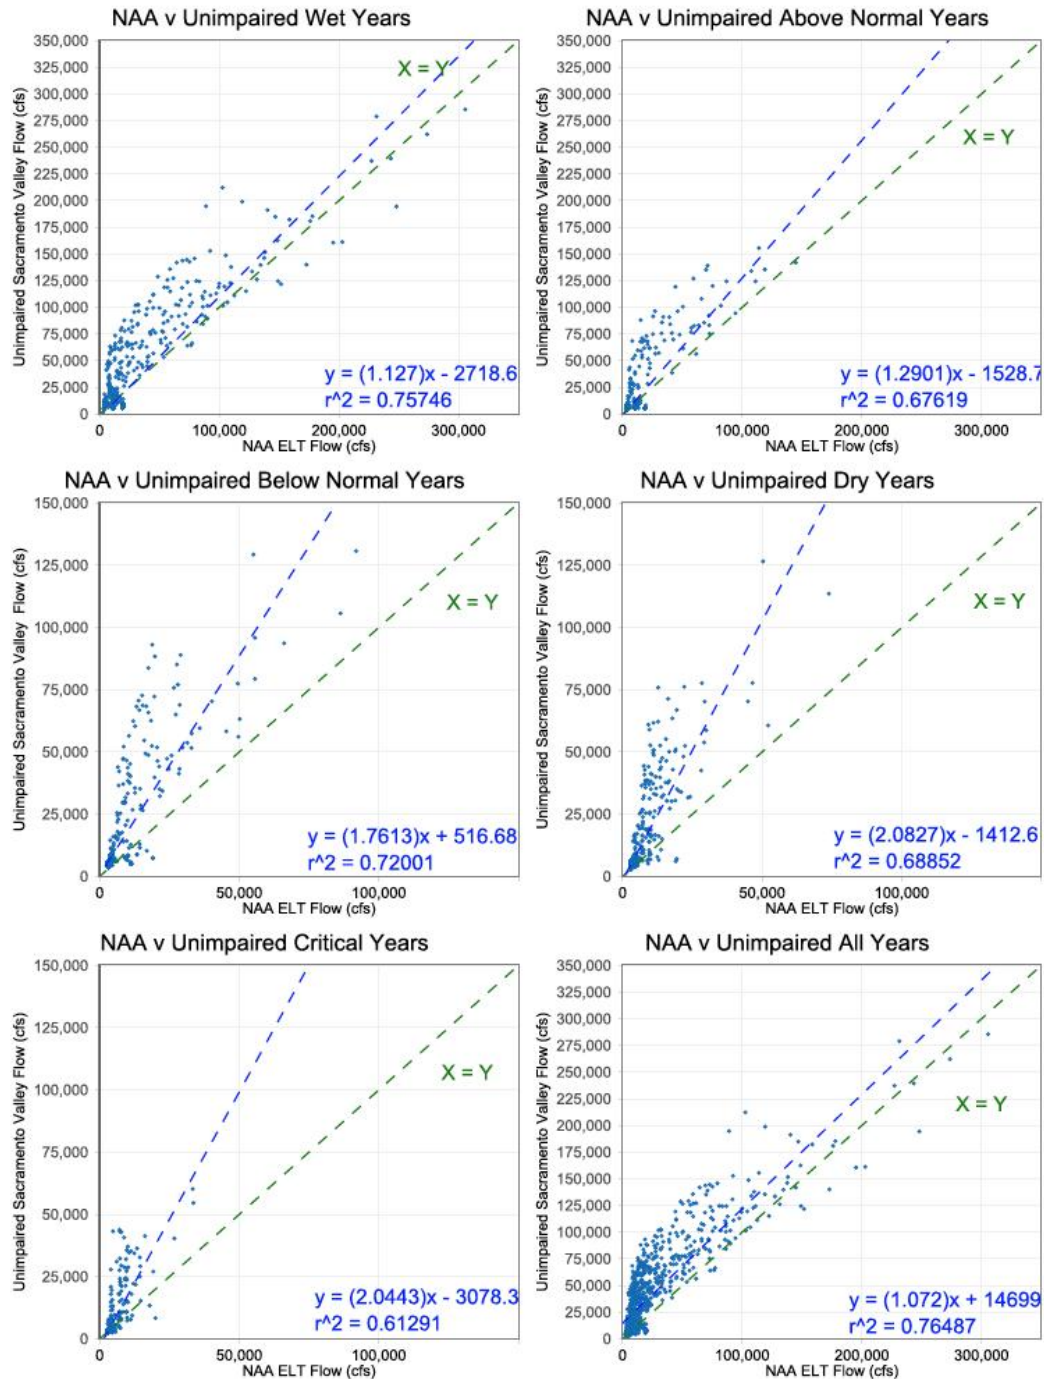 NAA v Unimpaired Wet Years
350,000
325,000
300,000
275,000
250,000
225,000
200,000
175,000
150,000
125,000
100,000
75,000
50,000
25,000
0
Unimpaired Sacramento Valley Flow (cfs)
X = Y
y = (1.127)x - 2718.6
r^2 = 0.75746
0 100,000 200,000 300,000
NAA ELT Flow (cfs)
NAA v Unimpaired Above Normal Years
350,000
325,000
300,000
275,000
250,000
225,000
200,000
175,000
150,000
125,000
100,000
75,000
50,000
25,000
0
Unimpaired Sacramento Valley Flow (cfs)
X = Y
y = (1.2901)x - 1528.7
r^2 = 0.67619
0 100,000 200,000 300,000
NAA ELT Flow (cfs)
NAA v Unimpaired Below Normal Years
150,000
125,000
100,000
75,000
50,000
25,000
0
Unimpaired Sacramento Valley Flow (cfs)
X = Y
y = (1.7613)x + 516.68
r^2 = 0.72001
0 50,000 100,000
NAA ELT Flow (cfs)
NAA v Unimpaired Dry Years
150,000
125,000
100,000
75,000
50,000
25,000
0
Unimpaired Sacramento Valley Flow (cfs)
X = Y
y = (2.0827)x - 1412.6
r^2 = 0.68852
0 50,000 100,000
NAA ELT Flow (cfs)
NAA v Unimpaired Critical Years
150,000
125,000
100,000
75,000
50,000
25,000
0
Unimpaired Sacramento Valley Flow (cfs)
X = Y
y = (2.0443)x - 3078.3
r^2 = 0.61291
0 50,000 100,000
NAA ELT Flow (cfs)
NAA v Unimpaired All Years
350,000
325,000
300,000
275,000
250,000
225,000
200,000
175,000
150,000
125,000
100,000
75,000
50,000
25,000
0
Unimpaired Sacramento Valley Flow (cfs)
X = Y
y = (1.072)x + 14699
r^2 = 0.76487
0 100,000 200,000 300,000
NAA ELT Flow (cfs)